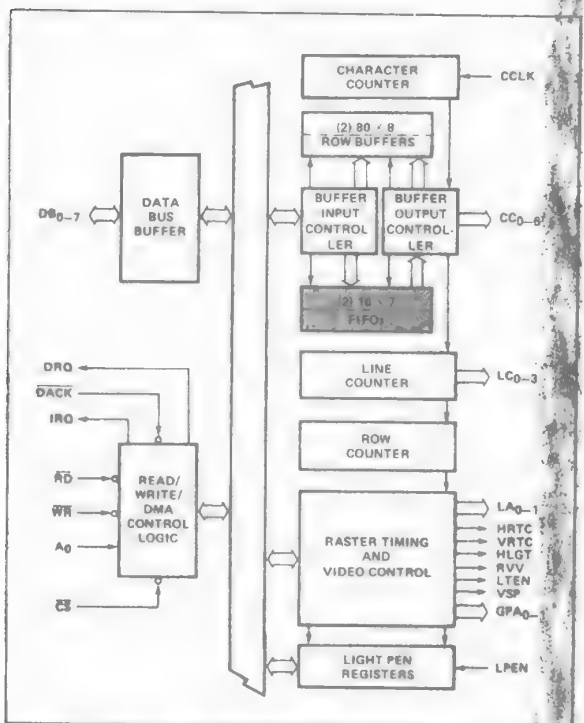 CHARACTER
COUNTER
CCLK
(2) 80 × 8
ROW BUFFERS
DB0–7
DATA
BUS
BUFFER
BUFFER
INPUT
CONTRO
LLER
BUFFER
OUTPUT
CONTROL-
LER
CC0–6
(2) 16 × 7
FIFOs
LINE
COUNTER
LC0–3
ROW
COUNTER
DRQ
DACK
IRQ
RD
WR
A0
CS
READ/
WRITE/
DMA
CONTROL
LOGIC
RASTER TIMING
AND
VIDEO CONTROL
LA0–1
HRTC
VRTC
HLGT
RVV
LTEN
VSP
GPA0–1
LIGHT PEN
REGISTERS
LPEN